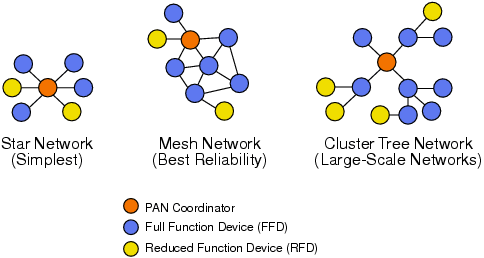 Star Network
(Simplest)
Mesh Network
(Best Reliability)
Cluster Tree Network
(Large-Scale Networks)
PAN Coordinator
Full Function Device (FFD)
Reduced Function Device (RFD)